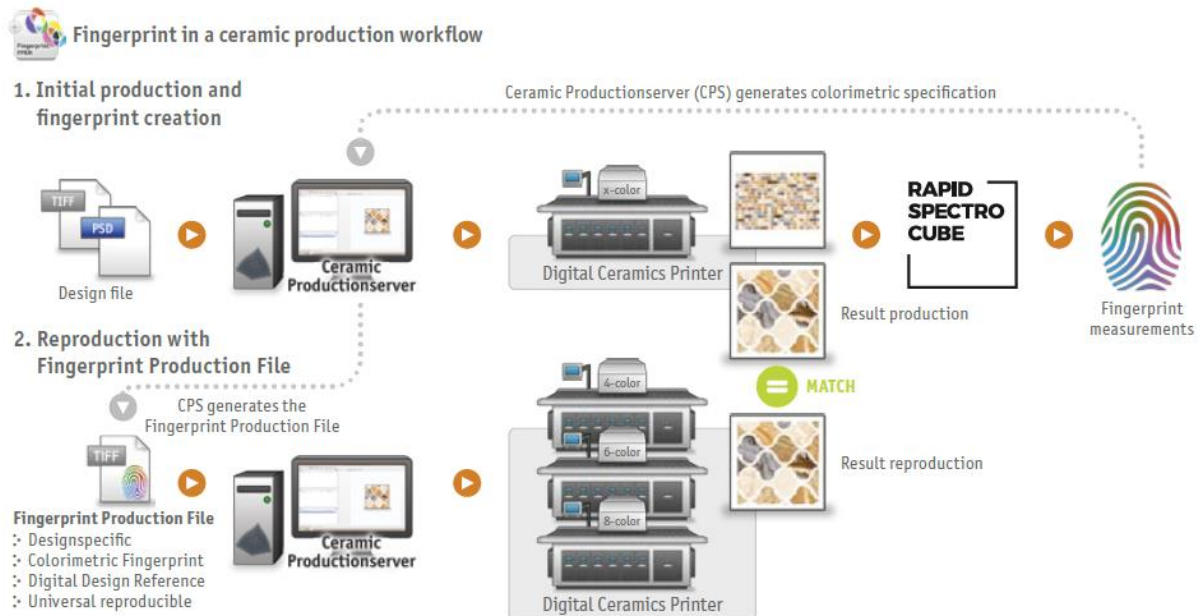 Fingerprint in a ceramic production workflow
1. Initial production and
fingerprint creation
Ceramic Productionserver (CPS) generates colorimetric specification
TIFF
PSD
Design file
Ceramic
Productionserver
x-color
Digital Ceramics Printer
Result production
RAPID
SPECTRO
CUBE
Fingerprint
measurements
2. Reproduction with
Fingerprint Production File
CPS generates the
Fingerprint Production File
TIFF
Fingerprint Production File
Designspecific
Colorimetric Fingerprint
Digital Design Reference
Universal reproducible
Ceramic
Productionserver
4-color
6-color
8-color
Digital Ceramics Printer
MATCH
Result reproduction